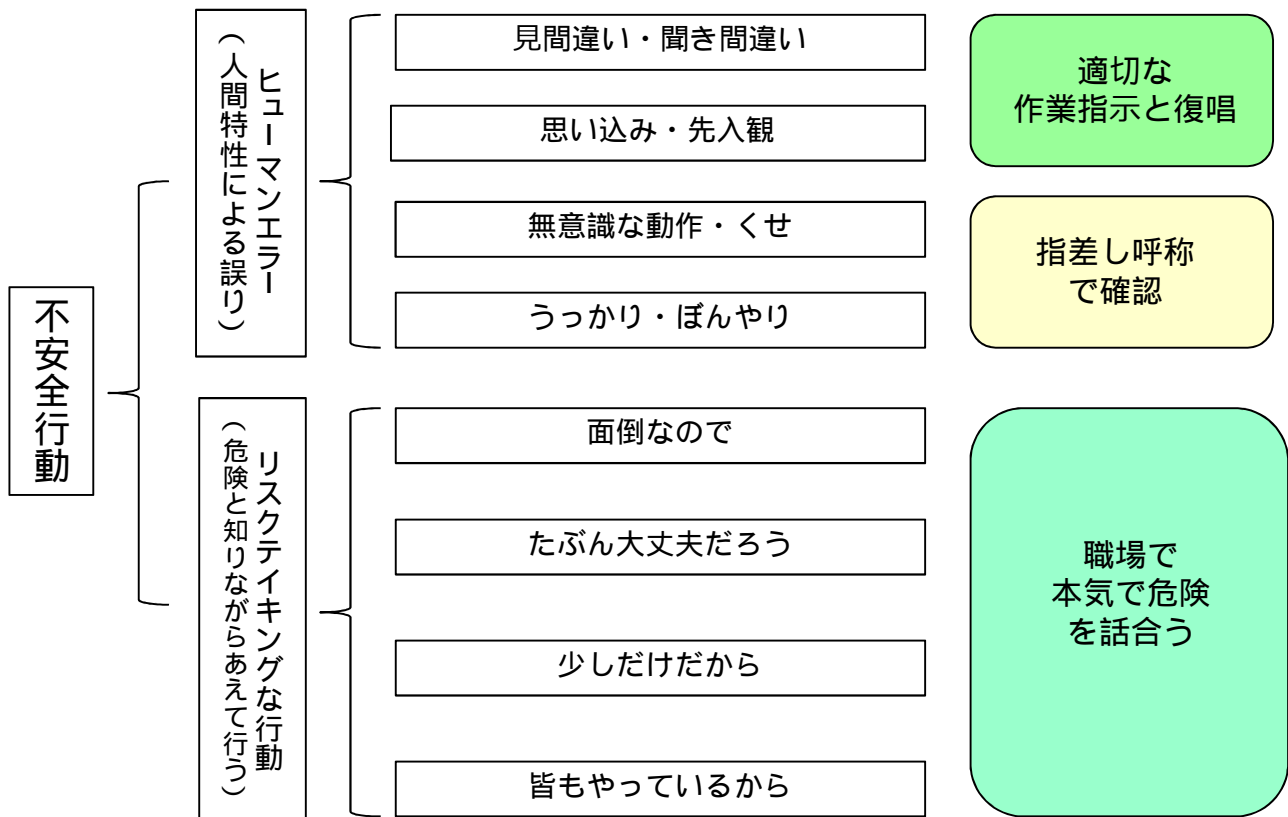 不安全行動
ヒューマンエラー
（人間特性による誤り）
見間違い・聞き間違い
思い込み・先入観
無意識な動作・くせ
うっかり・ぼんやり
適切な
作業指示と復唱
指差し呼称
で確認
リスクテイキングな行動
（危険と知りながらあえて行う）
面倒なので
たぶん大丈夫だろう
少しだけだから
皆もやっているから
職場で
本気で危険
を話合う